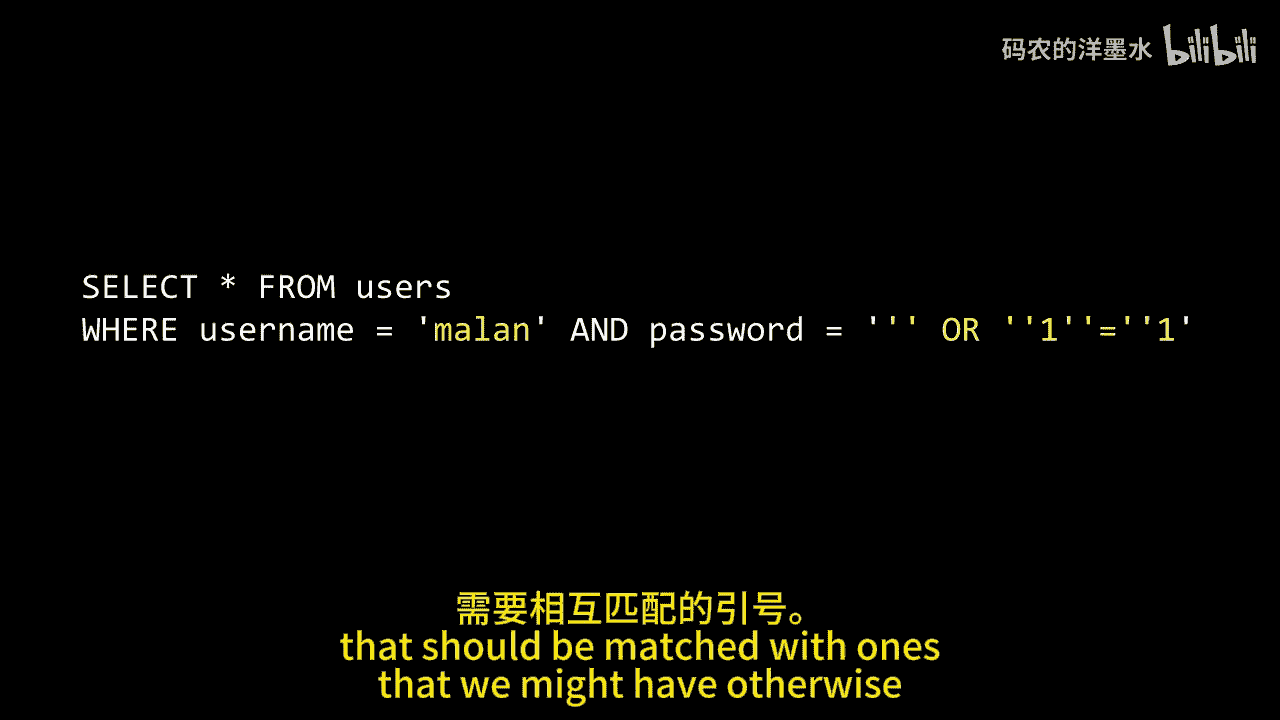 码农的洋墨水 bilibili
SELECT * FROM users
WHERE username = 'malan' AND password = ''' OR ''1''=''1'
需要相互匹配的引号。
that should be matched with ones
that we might have otherwise